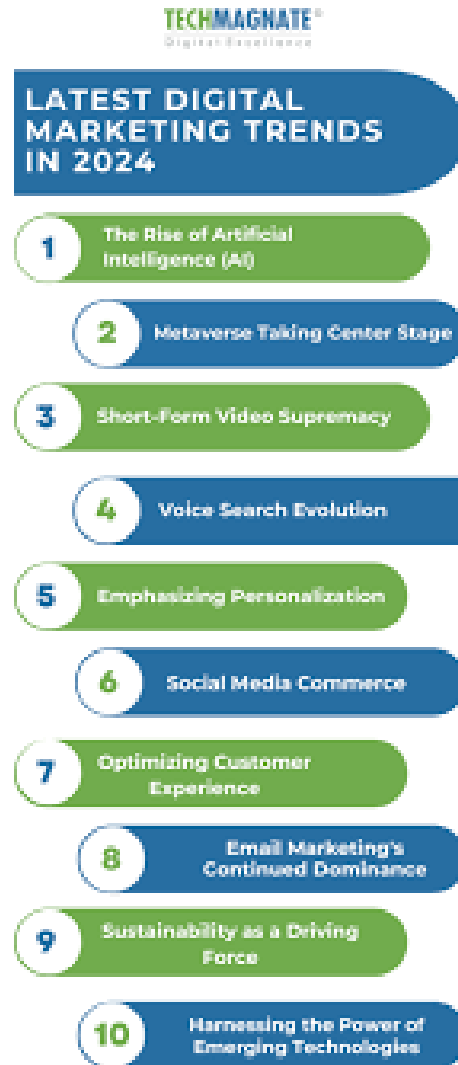 TECHMAGNATE
Digital Excellence
LATEST DIGITAL
MARKETING TRENDS
IN 2024
1
The Rise of Artificial
Intelligence (AI)
2
Metaverse Taking Center Stage
3
Short-Form Video Supremacy
4
Voice Search Evolution
5
Emphasizing Personalization
6
Social Media Commerce
7
Optimizing Customer
Experience
8
Email Marketing's
Continued Dominance
9
Sustainability as a Driving
Force
10
Harnessing the Power of
Emerging Technologies